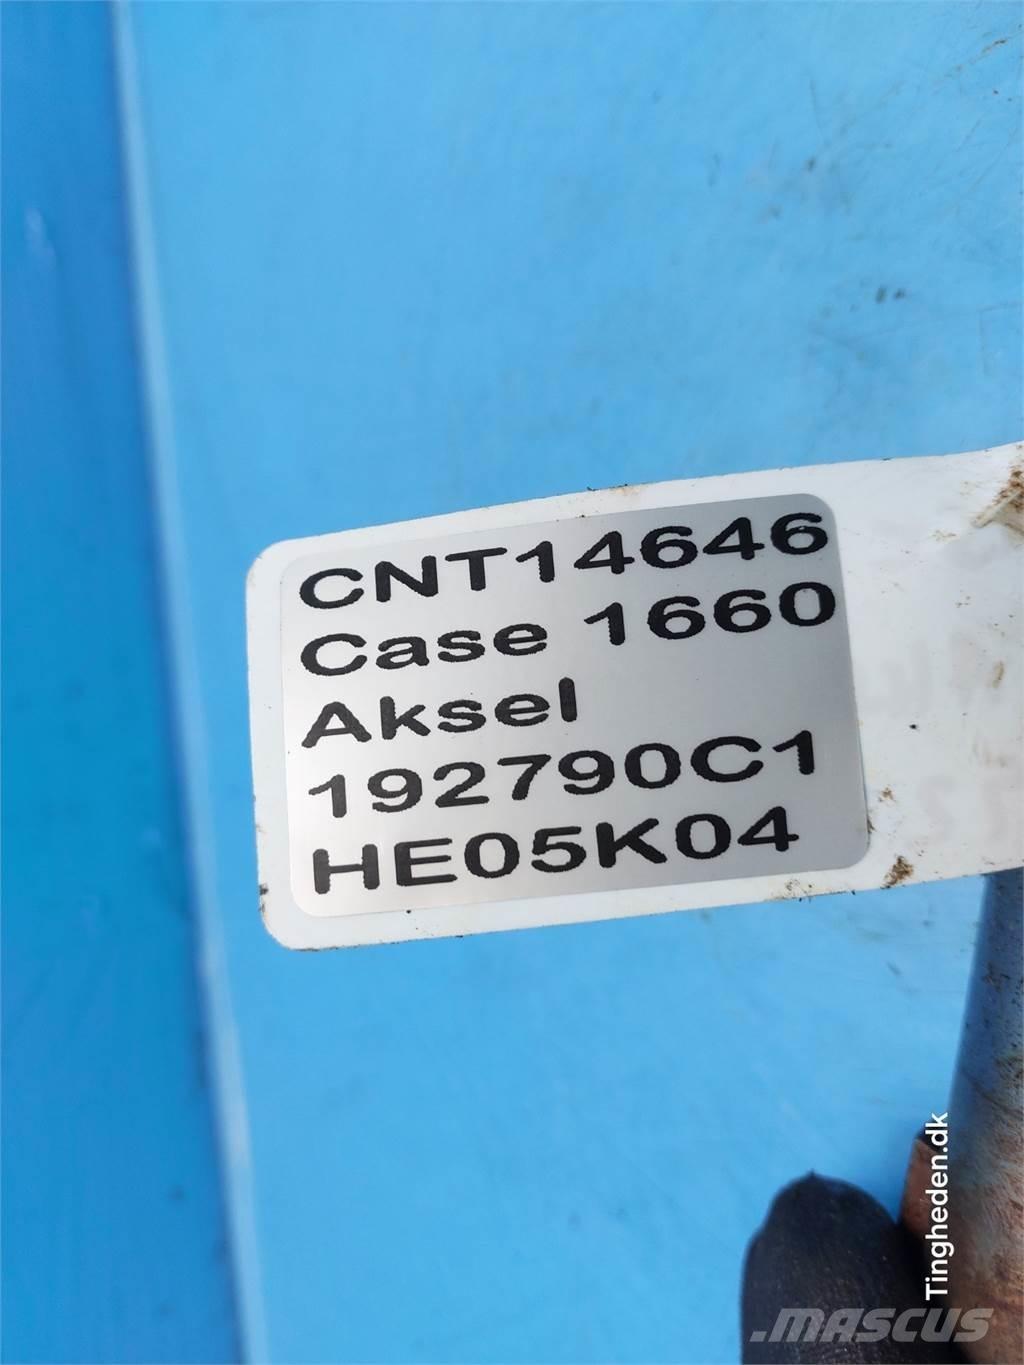 CNT14646
Case 1660
Aksel
192790C1
HE05K04
Tingheden.dk
MASCUS